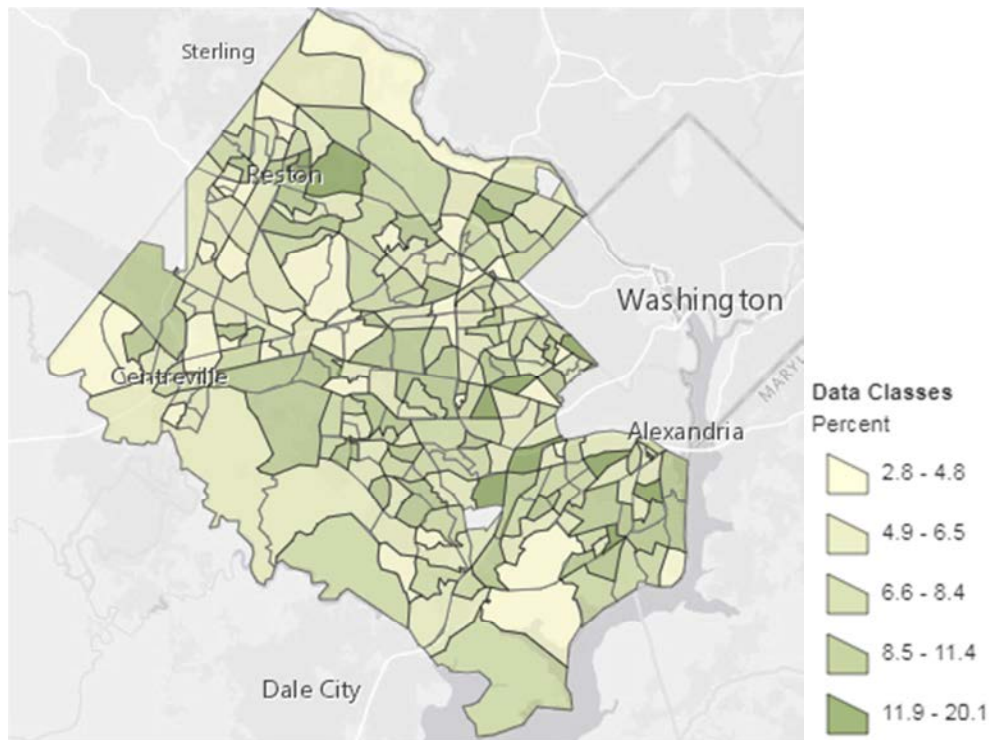 Sterling
Reston
Washington
Centreville
MARYL
Data Classes
Percent
Alexandria
2.8 - 4.8
4.9 - 6.5
6.6 - 8.4
8.5 - 11.4
Dale City
11.9 - 20.1